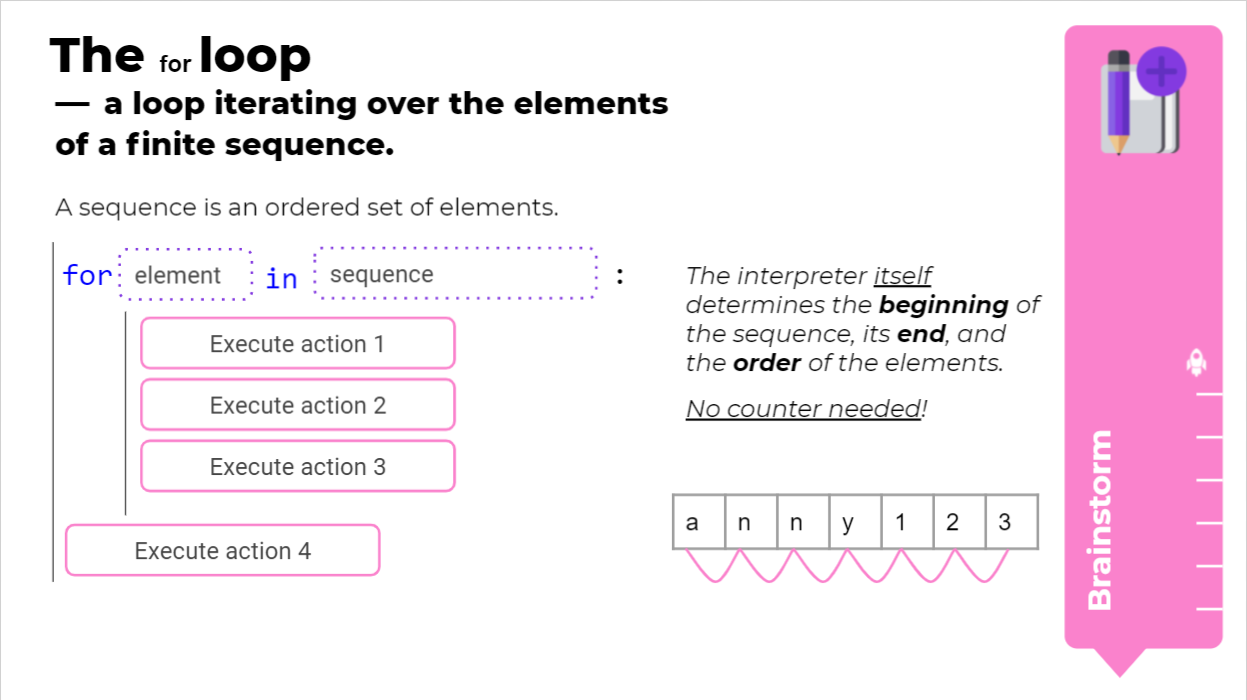 The for loop
— a loop iterating over the elements
of a finite sequence.
A sequence is an ordered set of elements.
for element in sequence :
Execute action 1
Execute action 2
Execute action 3
Execute action 4
The interpreter itself
determines the beginning of
the sequence, its end, and
the order of the elements.
No counter needed!
a n n y 1 2 3
Brainstorm